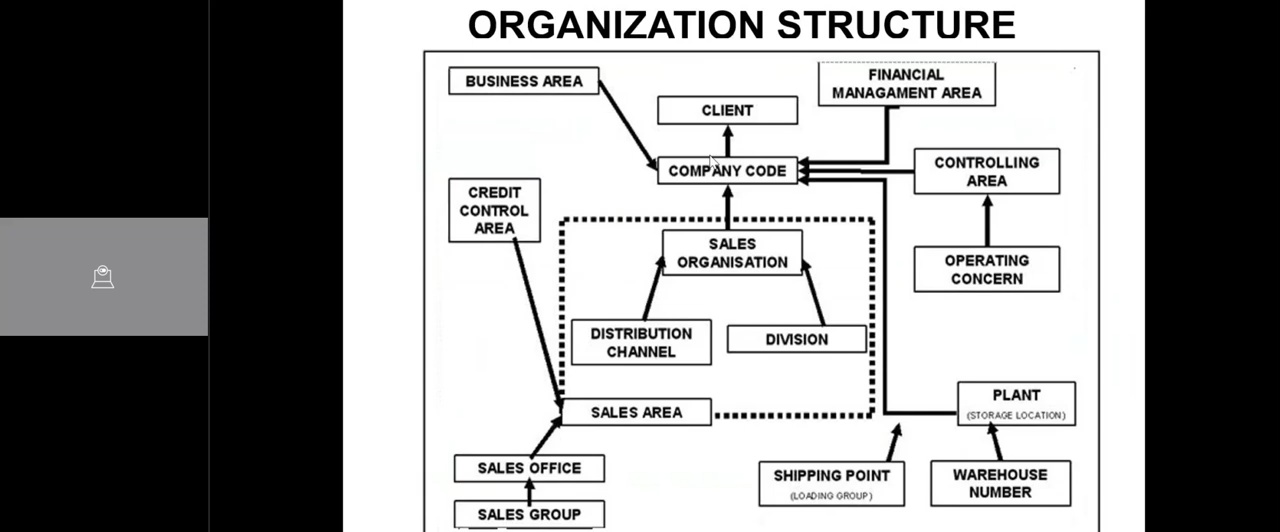 ORGANIZATION STRUCTURE
BUSINESS AREA
CLIENT
FINANCIAL
MANAGAMENT AREA
COMPANY CODE
CONTROLLING
AREA
CREDIT
CONTROL
AREA
SALES
ORGANISATION
OPERATING
CONCERN
DISTRIBUTION
CHANNEL
DIVISION
SALES AREA
PLANT
(STORAGE LOCATION)
SALES OFFICE
SHIPPING POINT
(LOADING GROUP)
WAREHOUSE
NUMBER
SALES GROUP